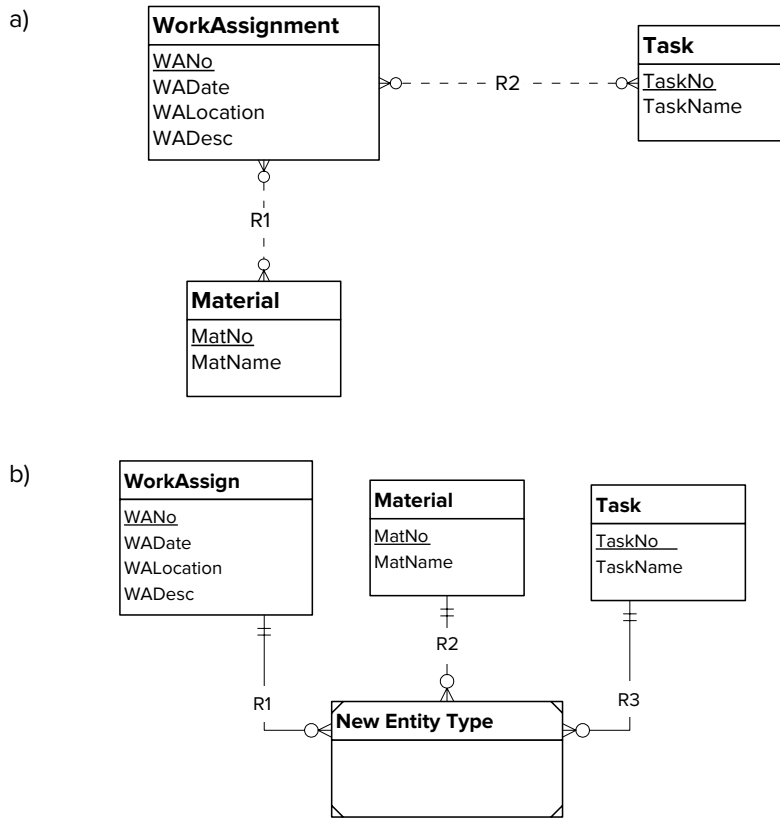 a)
WorkAssignment
WANo
WADate
WALocation
WADesc
R2
Task
TaskNo
TaskName
R1
Material
MatNo
MatName
b)
WorkAssign
WANo
WADate
WALocation
WADesc
Material
MatNo
MatName
Task
TaskNo
TaskName
R2
R1
R3
New Entity Type